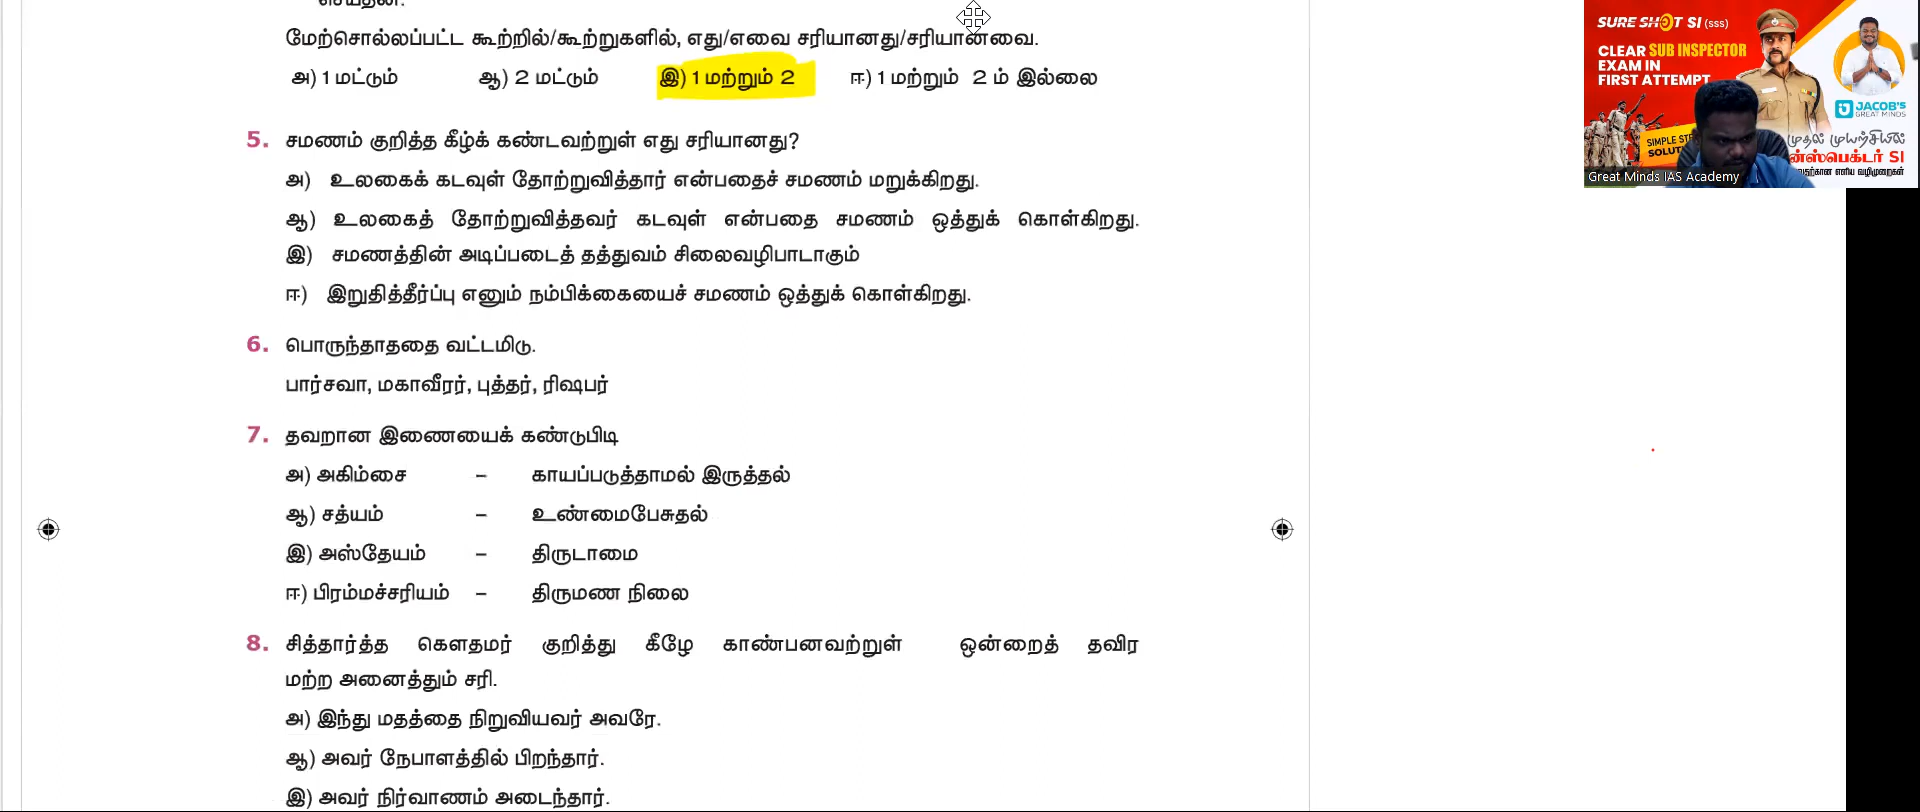 செய்தன.
மேற்சொல்லப்பட்ட கூற்றில்/கூற்றுகளில், எது/எவை சரியானது/சரியானவை.
அ) 1 மட்டும் ஆ) 2 மட்டும் இ) 1 மற்றும் 2 ஈ) 1 மற்றும் 2 ம் இல்லை
5. சமணம் குறித்த கீழ்க் கண்டவற்றுள் எது சரியானது?
அ) உலகைக் கடவுள் தோற்றுவித்தார் என்பதைச் சமணம் மறுக்கிறது.
ஆ) உலகைத் தோற்றுவித்தவர் கடவுள் என்பதை சமணம் ஒத்துக் கொள்கிறது.
இ) சமணத்தின் அடிப்படைத் தத்துவம் சிலைவழிபாடாகும்
ஈ) இறுதித்தீர்ப்பு எனும் நம்பிக்கையைச் சமணம் ஒத்துக் கொள்கிறது.
6. பொருந்தாததை வட்டமிடு.
பார்சவா, மகாவீரர், புத்தர், ரிஷபர்
7. தவறான இணையைக் கண்டுபிடி
அ) அகிம்சை – காயப்படுத்தாமல் இருத்தல்
ஆ) சத்யம் – உண்மைபேசுதல்
இ) அஸ்தேயம் – திருடாமை
ஈ) பிரம்மச்சரியம் – திருமண நிலை
8. சித்தார்த்த கௌதமர் குறித்து கீழே காண்பனவற்றுள் ஒன்றைத் தவிர
மற்ற அனைத்தும் சரி.
அ) இந்து மதத்தை நிறுவியவர் அவரே.
ஆ) அவர் நேபாளத்தில் பிறந்தார்.
இ) அவர் நிர்வாணம் அடைந்தார்.
SURE SHOT SI (SSS)
CLEAR SUB INSPECTOR
EXAM IN
FIRST ATTEMPT
JACOB'S
GREAT MINDS
SIMPLE
முதல் முயற்சியில்
SI
எளிய வழிமுறைகள்
Great Minds IAS Academy